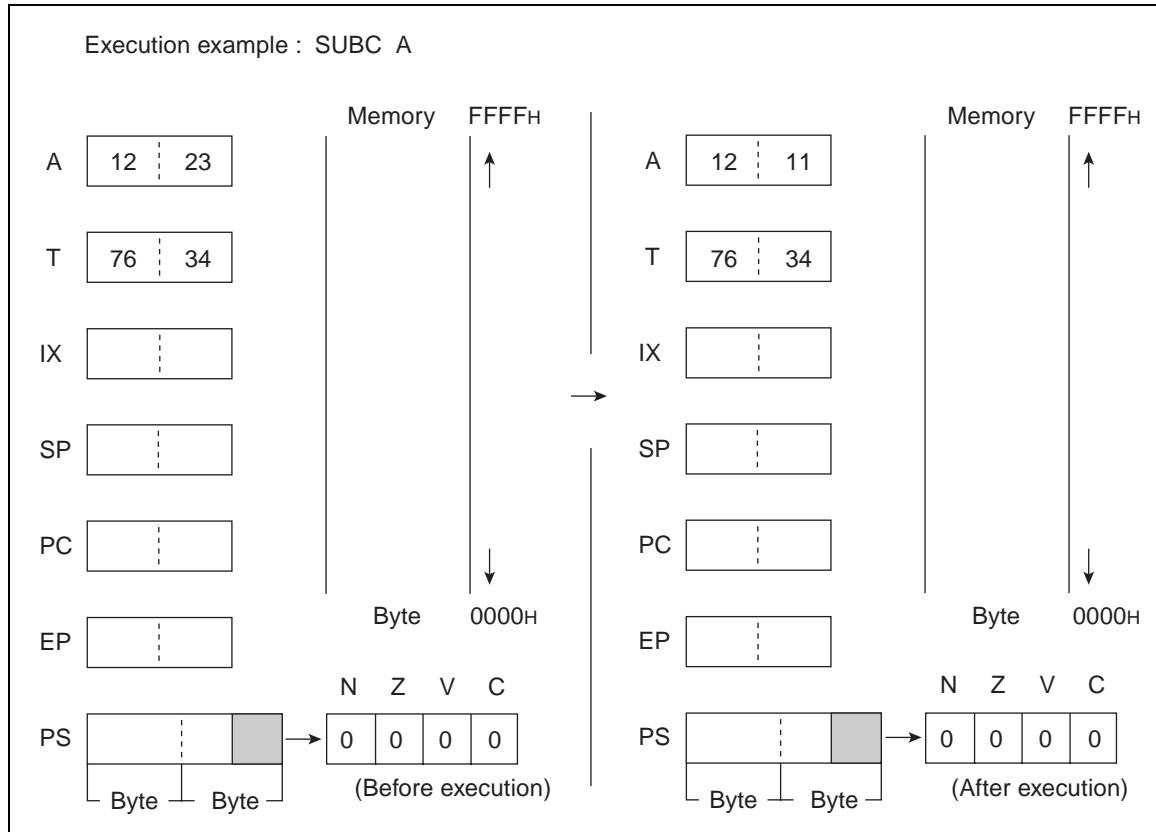 Execution example : SUBC A
Memory FFFFH
A 12 23
T 76 34
IX
SP
PC
Byte 0000H
EP
N Z V C
PS 0 0 0 0
(Before execution)
Byte Byte
Memory FFFFH
A 12 11
T 76 34
IX
SP
PC
Byte 0000H
EP
N Z V C
PS 0 0 0 0
(After execution)
Byte Byte